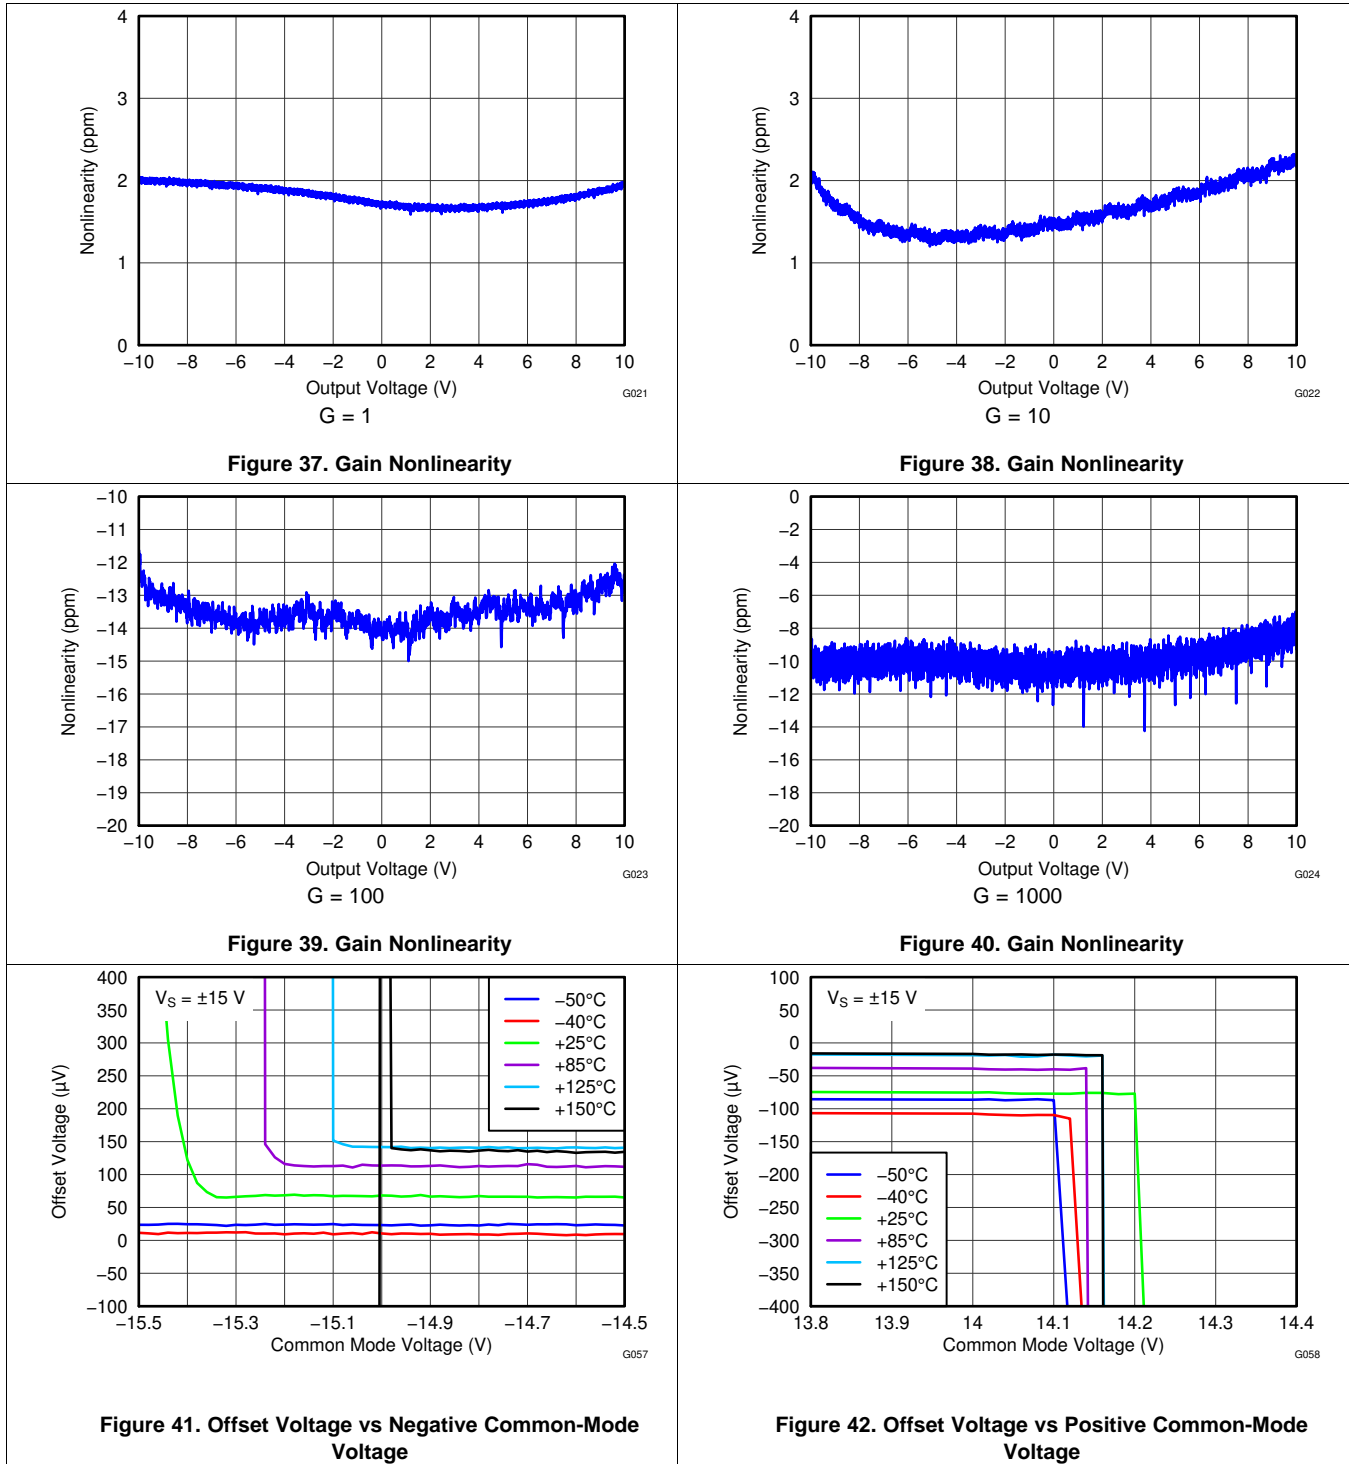 4
3
2
1
0
Nonlinearity (ppm)
−10 −8 −6 −4 −2 0 2 4 6 8 10
Output Voltage (V)
G021
G = 1
Figure 37. Gain Nonlinearity
4
3
2
1
0
Nonlinearity (ppm)
−10 −8 −6 −4 −2 0 2 4 6 8 10
Output Voltage (V)
G022
G = 10
Figure 38. Gain Nonlinearity
−10
−11
−12
−13
−14
−15
−16
−17
−18
−19
−20
Nonlinearity (ppm)
−10 −8 −6 −4 −2 0 2 4 6 8 10
Output Voltage (V)
G023
G = 100
Figure 39. Gain Nonlinearity
0
−2
−4
−6
−8
−10
−12
−14
−16
−18
−20
Nonlinearity (ppm)
−10 −8 −6 −4 −2 0 2 4 6 8 10
Output Voltage (V)
G024
G = 1000
Figure 40. Gain Nonlinearity
400
350
300
250
200
150
100
50
0
−50
−100
Offset Voltage (µV)
VS = ±15 V
−50°C
−40°C
+25°C
+85°C
+125°C
+150°C
−15.5 −15.3 −15.1 −14.9 −14.7 −14.5
Common Mode Voltage (V)
G057
Figure 41. Offset Voltage vs Negative Common-Mode
Voltage
100
50
0
−50
−100
−150
−200
−250
−300
−350
−400
Offset Voltage (µV)
VS = ±15 V
−50°C
−40°C
+25°C
+85°C
+125°C
+150°C
13.8 13.9 14 14.1 14.2 14.3 14.4
Common Mode Voltage (V)
G058
Figure 42. Offset Voltage vs Positive Common-Mode
Voltage